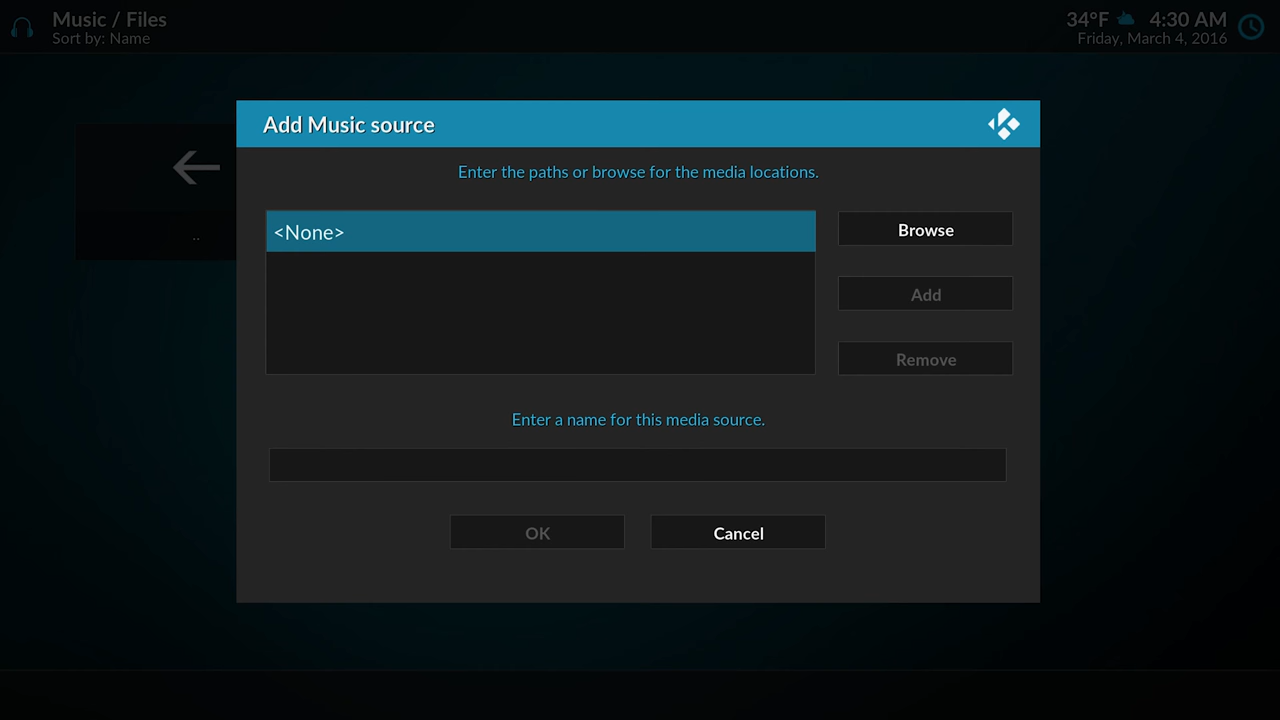 Music / Files
Sort by: Name
34°F 4:30 AM
Friday, March 4, 2016
Add Music source
Enter the paths or browse for the media locations.
<None>
Browse
Add
Remove
..
Enter a name for this media source.
OK
Cancel